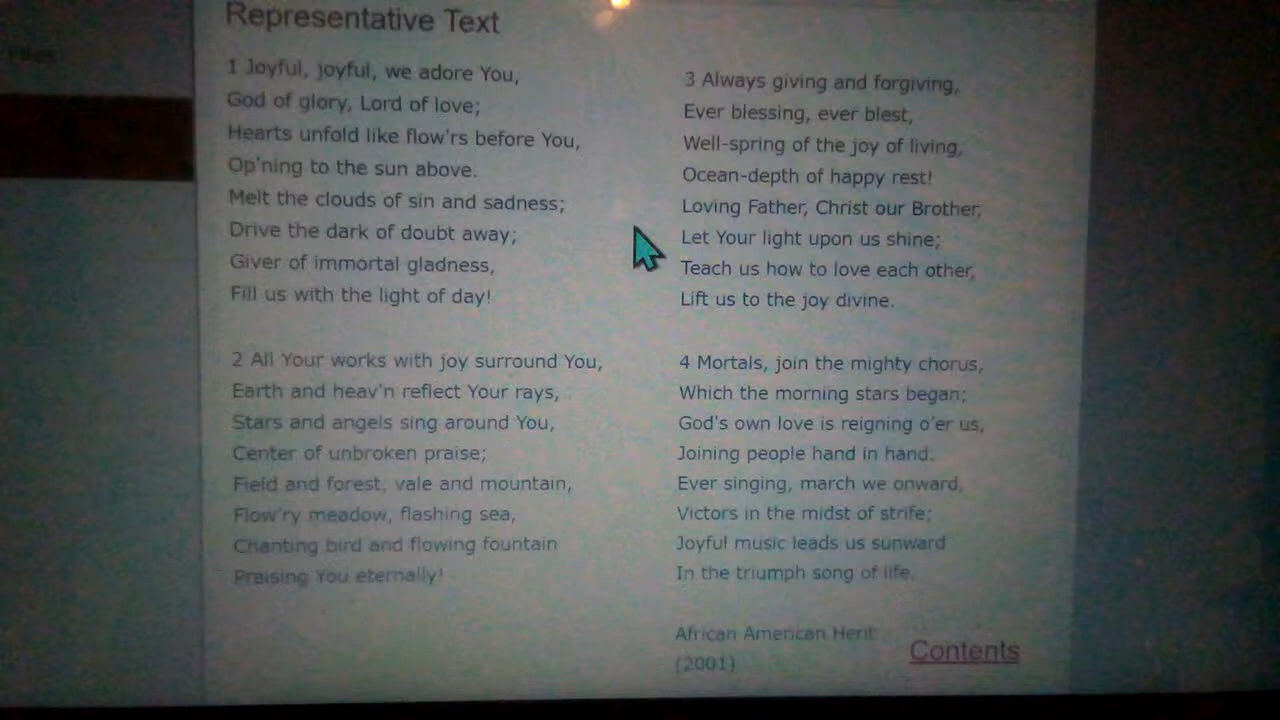 Representative Text
1 Joyful, joyful, we adore You,
God of glory, Lord of love;
Hearts unfold like flow'rs before You,
Op'ning to the sun above.
Melt the clouds of sin and sadness;
Drive the dark of doubt away;
Giver of immortal gladness,
Fill us with the light of day!
2 All Your works with joy surround You,
Earth and heav'n reflect Your rays,
Stars and angels sing around You,
Center of unbroken praise;
Field and forest, vale and mountain,
Flow'ry meadow, flashing sea,
Chanting bird and flowing fountain
Praising You eternally!
3 Always giving and forgiving,
Ever blessing, ever blest,
Well-spring of the joy of living,
Ocean-depth of happy rest!
Loving Father, Christ our Brother,
Let Your light upon us shine;
Teach us how to love each other,
Lift us to the joy divine.
4 Mortals, join the mighty chorus,
Which the morning stars began;
God's own love is reigning o'er us,
Joining people hand in hand.
Ever singing, march we onward,
Victors in the midst of strife;
Joyful music leads us sunward
In the triumph song of life.
African American Herit
(2001)
Contents